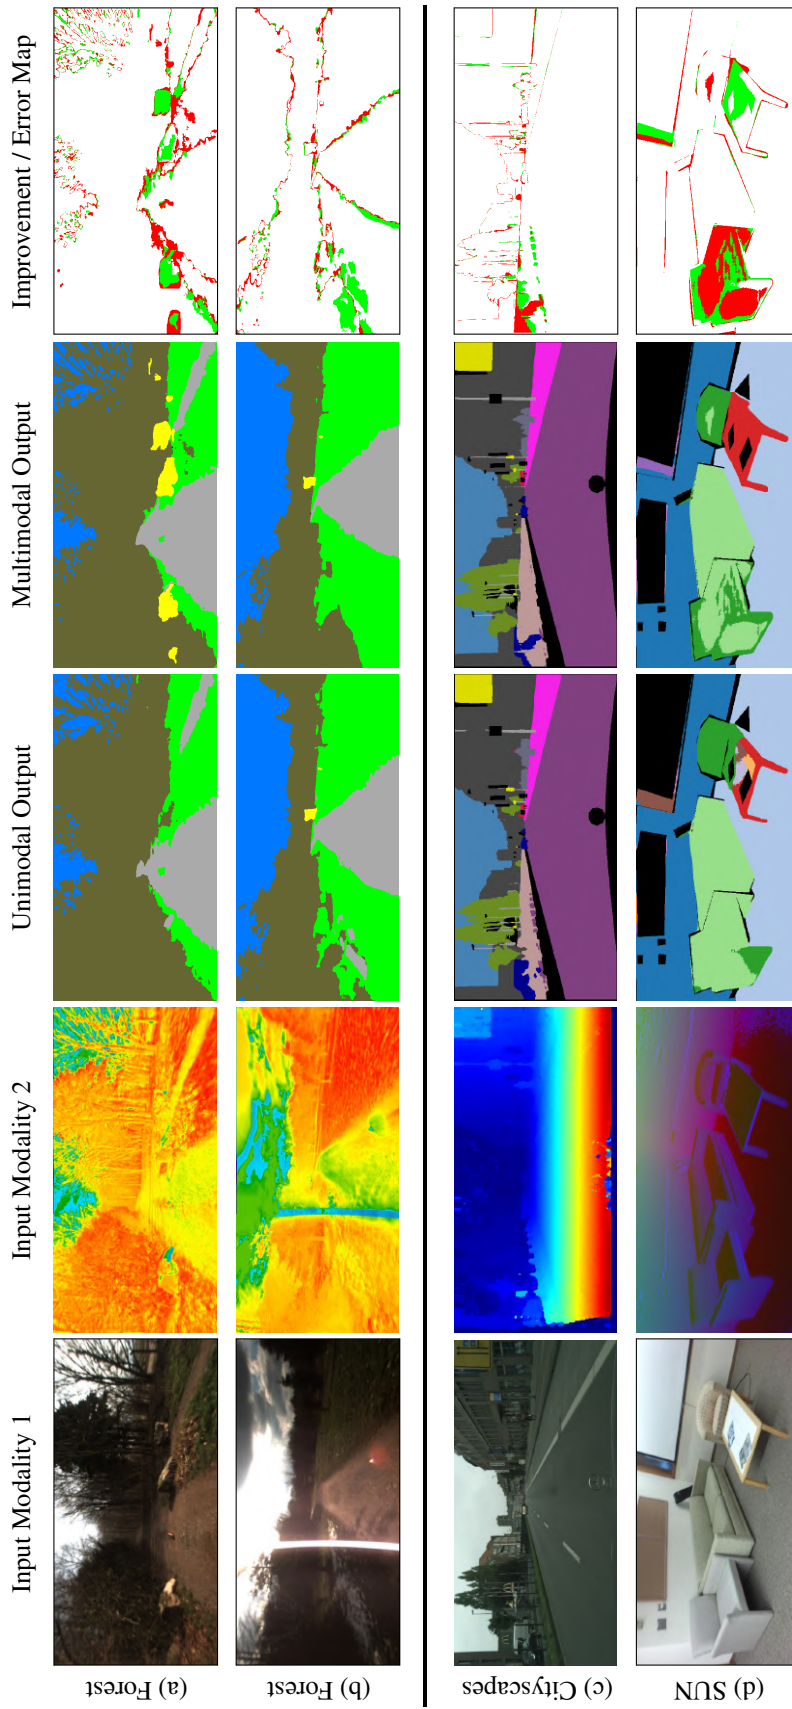 Input Modality 1
Input Modality 2
Unimodal Output
Multimodal Output
Improvement / Error Map
(a) Forest
(b) Forest
(c) Cityscapes
(d) SUN